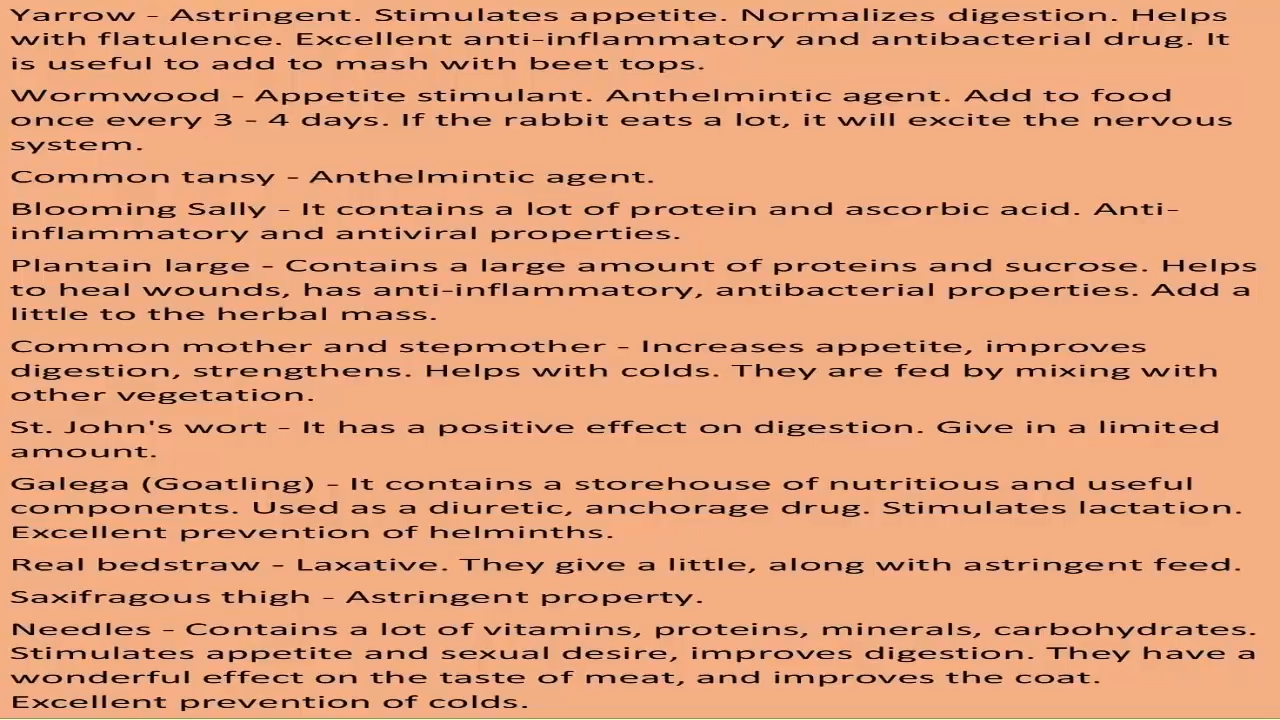 Yarrow - Astringent. Stimulates appetite. Normalizes digestion. Helps
with flatulence. Excellent anti-inflammatory and antibacterial drug. It
is useful to add to mash with beet tops.
Wormwood - Appetite stimulant. Anthelmintic agent. Add to food
once every 3 - 4 days. If the rabbit eats a lot, it will excite the nervous
system.
Common tansy - Anthelmintic agent.
Blooming Sally - It contains a lot of protein and ascorbic acid. Anti-
inflammatory and antiviral properties.
Plantain large - Contains a large amount of proteins and sucrose. Helps
to heal wounds, has anti-inflammatory, antibacterial properties. Add a
little to the herbal mass.
Common mother and stepmother - Increases appetite, improves
digestion, strengthens. Helps with colds. They are fed by mixing with
other vegetation.
St. John's wort - It has a positive effect on digestion. Give in a limited
amount.
Galega (Goatling) - It contains a storehouse of nutritious and useful
components. Used as a diuretic, anchorage drug. Stimulates lactation.
Excellent prevention of helminths.
Real bedstraw - Laxative. They give a little, along with astringent feed.
Saxifragous thigh - Astringent property.
Needles - Contains a lot of vitamins, proteins, minerals, carbohydrates.
Stimulates appetite and sexual desire, improves digestion. They have a
wonderful effect on the taste of meat, and improves the coat.
Excellent prevention of colds.